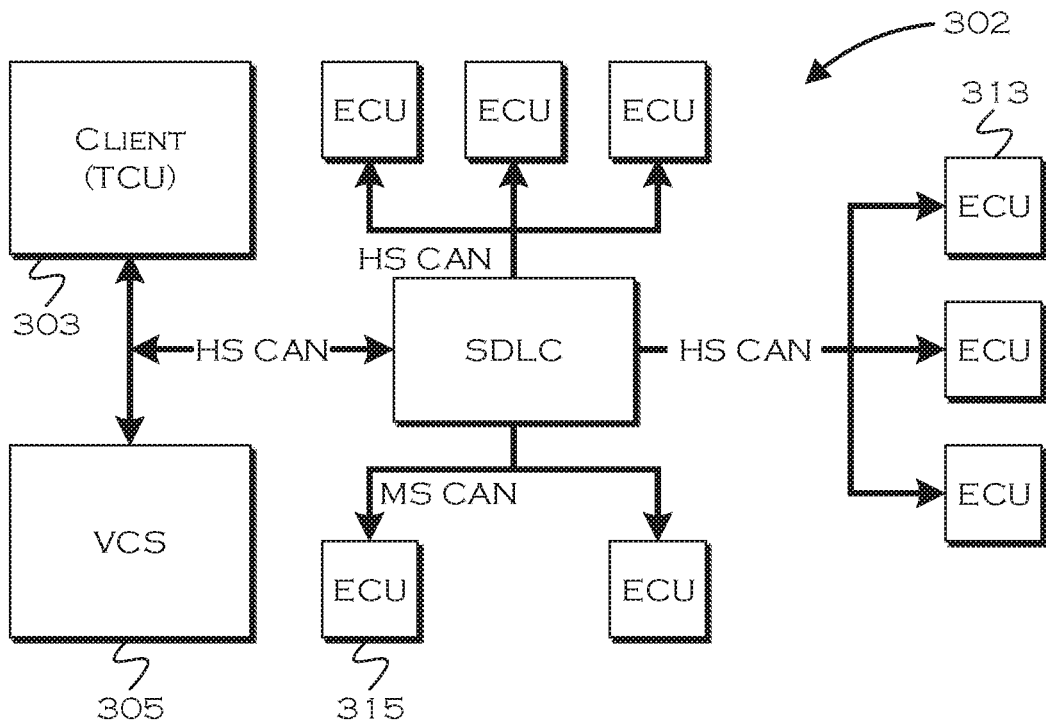 302
CLIENT
(TCU)
ECU
ECU
ECU
313
ECU
HS CAN
303
HS CAN
SDLC
HS CAN
ECU
VCS
MS CAN
ECU
ECU
ECU
305
315